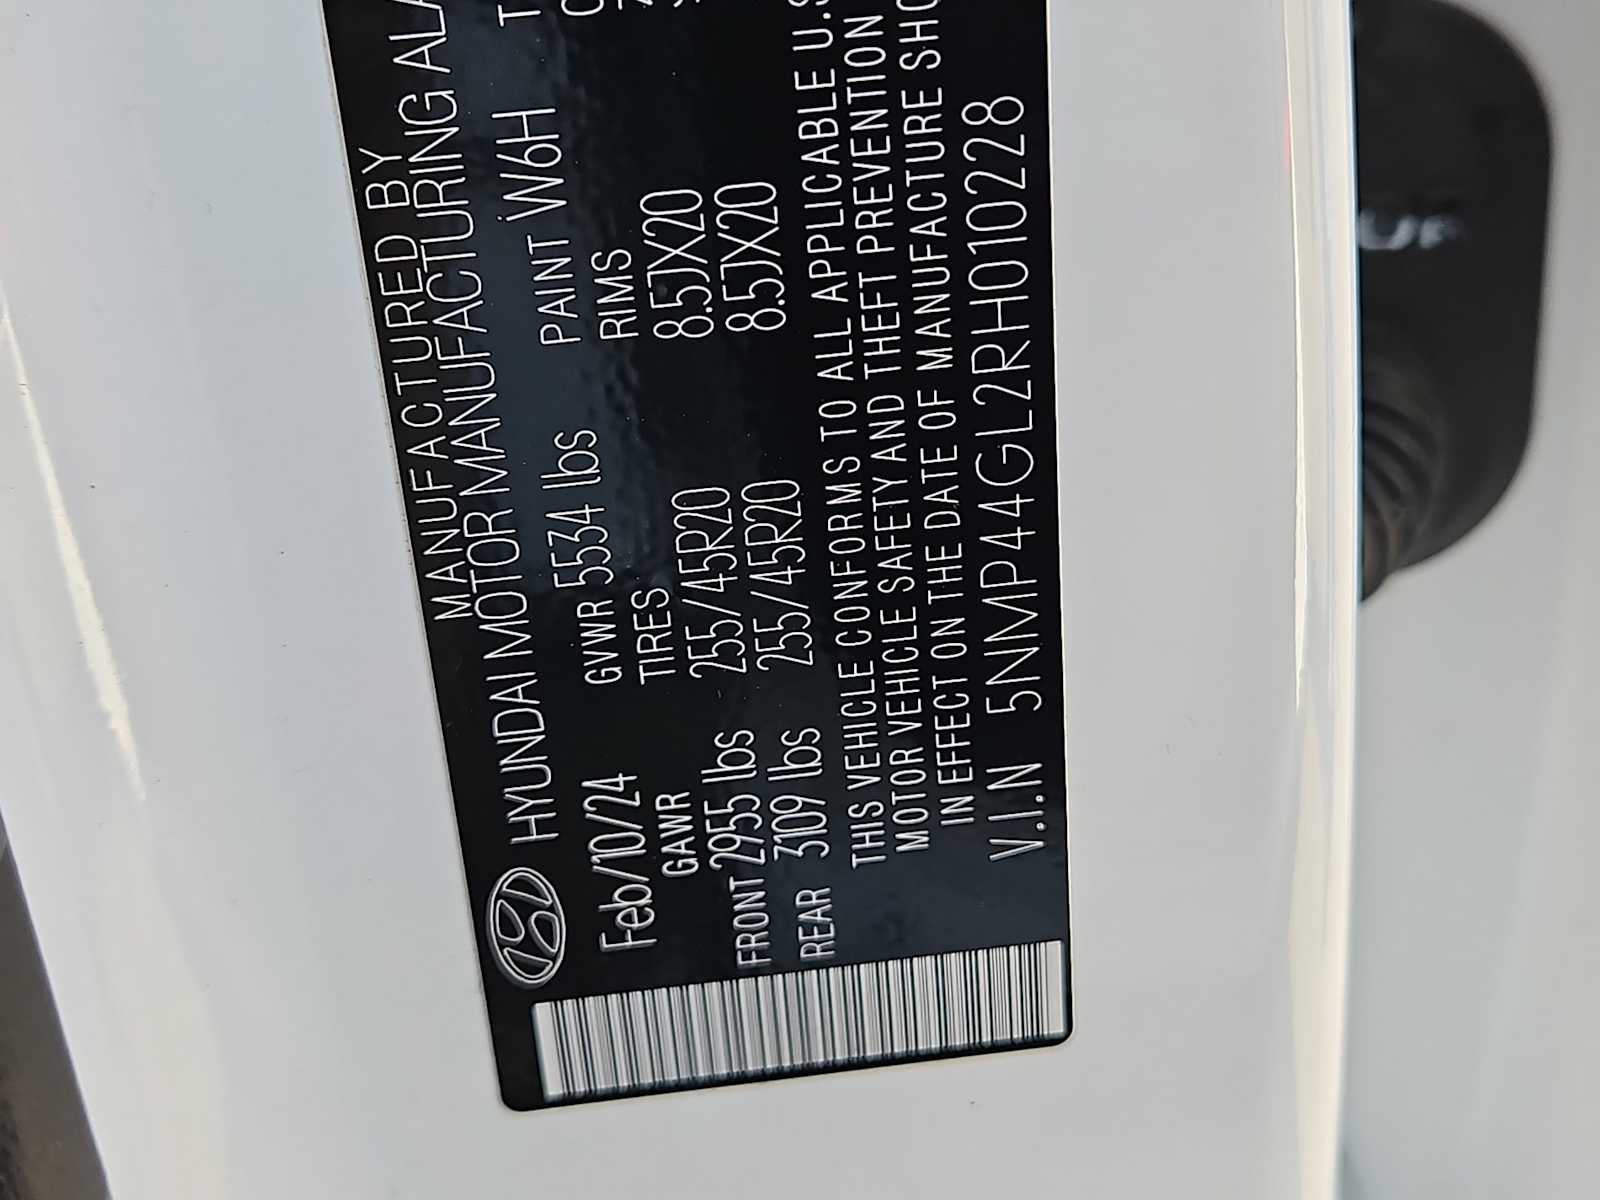 MANUFACTURED BY
HYUNDAI MOTOR MANUFACTURING ALA
Feb/10/24 GVWR 5534 lbs PAINT W6H T
GAWR TIRES RIMS
FRONT 2955 lbs 255/45R20 8.5JX20
REAR 3109 lbs 255/45R20 8.5JX20
THIS VEHICLE CONFORMS TO ALL APPLICABLE U.S
MOTOR VEHICLE SAFETY AND THEFT PREVENTION
IN EFFECT ON THE DATE OF MANUFACTURE SHO
V.I.N 5NMP44GL2RH010228